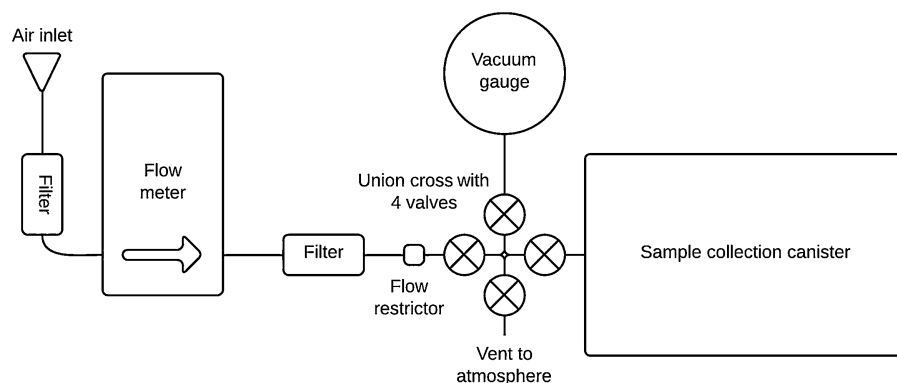 Air inlet
Filter
Flow
meter
Filter
Flow
restrictor
Union cross with
4 valves
Vacuum
gauge
Vent to
atmosphere
Sample collection canister